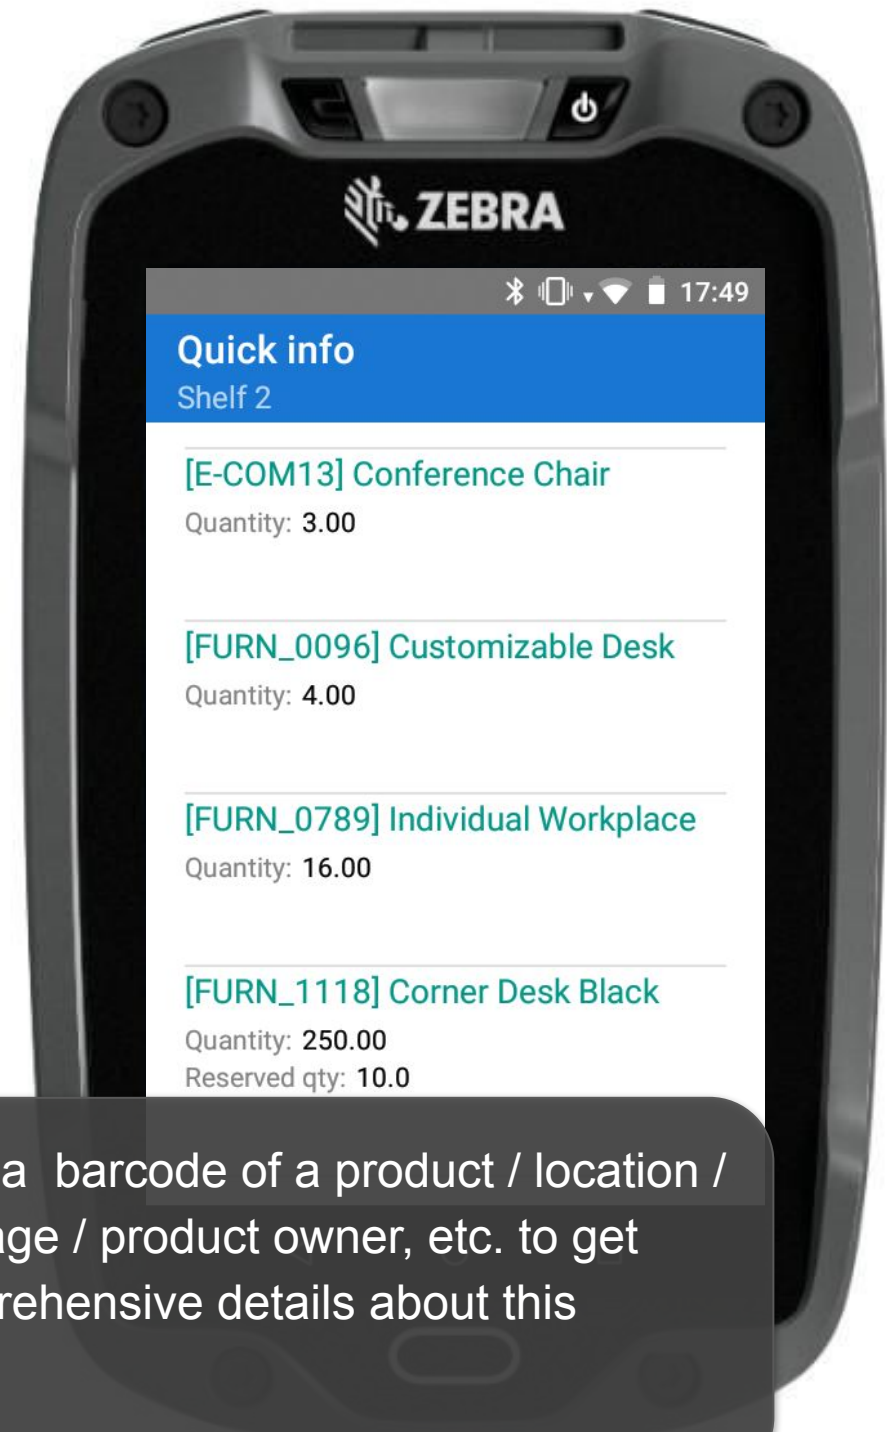 ZEBRA
17:49
Quick info
Shelf 2
[E-COM13] Conference Chair
Quantity: 3.00
[FURN_0096] Customizable Desk
Quantity: 4.00
[FURN_0789] Individual Workplace
Quantity: 16.00
[FURN_1118] Corner Desk Black
Quantity: 250.00
Reserved qty: 10.0
a barcode of a product / location /
/ product owner, etc. to get
details about this